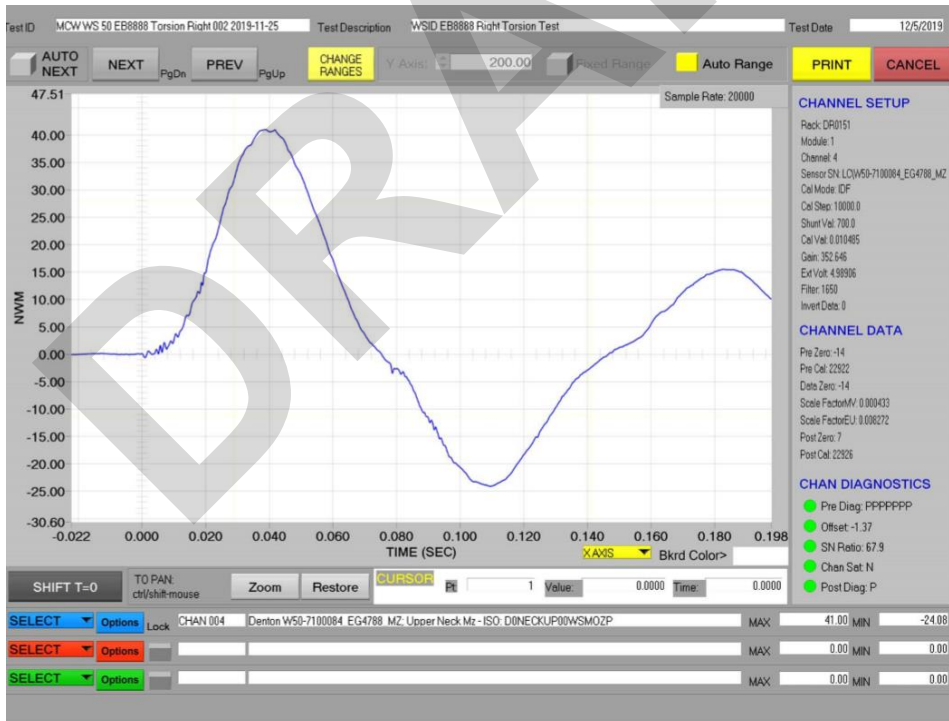 Test ID MCW WS 50 EB8888 Torsion Right 002 2019-11-25 Test Description WSID EB8888 Right Torsion Test Test Date 12/5/2019
AUTO NEXT NEXT PgDn PREV PgUp CHANGE RANGES Y Axis: 200.00 Fixed Range Auto Range PRINT CANCEL
Sample Rate: 20000
47.51
40.00
35.00
30.00
25.00
20.00
15.00
10.00
5.00
0.00
-5.00
-10.00
-15.00
-20.00
-25.00
-30.60
NWM
-0.022 0.000 0.020 0.040 0.060 0.080 0.100 0.120 0.140 0.160 0.180 0.198
TIME (SEC)
X AXIS Bkrd Color>
CHANNEL SETUP
Rack: DR0151
Module: 1
Channel: 4
Sensor SN: LC|W50-7100084_EG4788_MZ
Cal Mode: IDF
Cal Step: 10000.0
Shunt Val: 700.0
Cal Val: 0.010485
Gain: 352.646
Ext Volt: 4.98906
Filter: 1650
Invert Data: 0
CHANNEL DATA
Pre Zero: -14
Pre Cal: 22922
Data Zero: -14
Scale FactorMV: 0.000433
Scale FactorEU: 0.008272
Post Zero: 7
Post Cal: 22926
CHAN DIAGNOSTICS
Pre Diag: PPPPPPP
Offset: -1.37
SN Ratio: 67.9
Chan Sat: N
Post Diag: P
SHIFT T=0 TO PAN: ctrl/shift-mouse Zoom Restore CURSOR Pt 1 Value: 0.0000 Time: 0.0000
SELECT Options Lock CHAN 004 Denton W50-7100084 EG4788 MZ; Upper Neck Mz - ISO: D0NECKUP00WSMOZP MAX 41.00 MIN -24.08
SELECT Options MAX 0.00 MIN 0.00
SELECT Options MAX 0.00 MIN 0.00